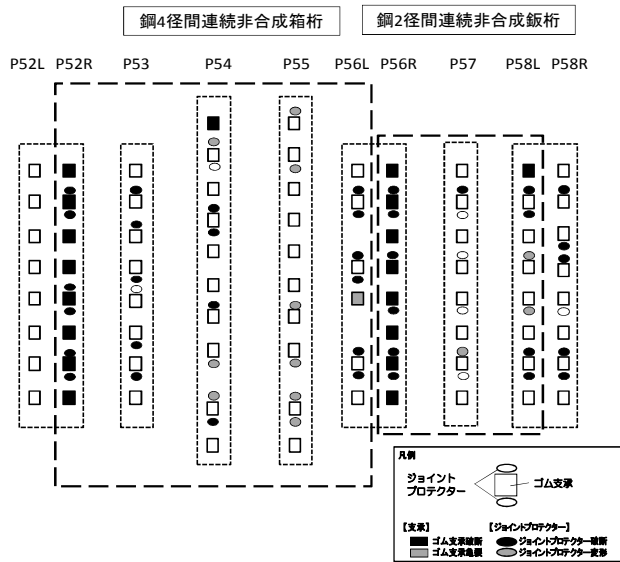 鋼4径間連続非合成箱桁 鋼2径間連続非合成鈑桁
P52L P52R P53 P54 P55 P56L P56R P57 P58L P58R
凡例
ジョイント
プロテクター
ゴム支承
【支承】 【ジョイントプロテクター】
ゴム支承破断 ジョイントプロテクター破断
ゴム支承亀裂 ジョイントプロテクター変形